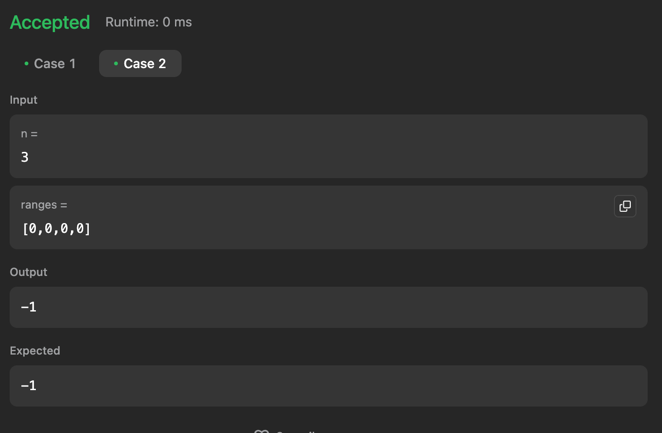 Accepted Runtime: 0 ms
• Case 1 • Case 2
Input
n =
3
ranges =
[0,0,0,0]
Output
-1
Expected
-1